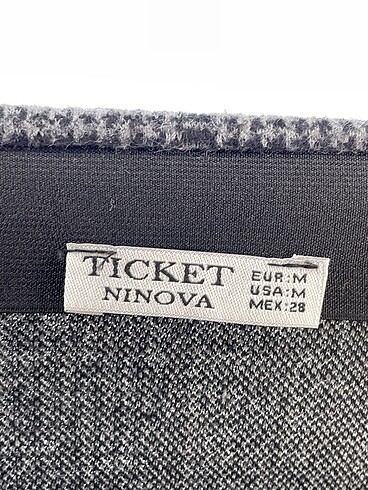 TICKET
NINOVA
EUR:M
USA:M
MEX:28